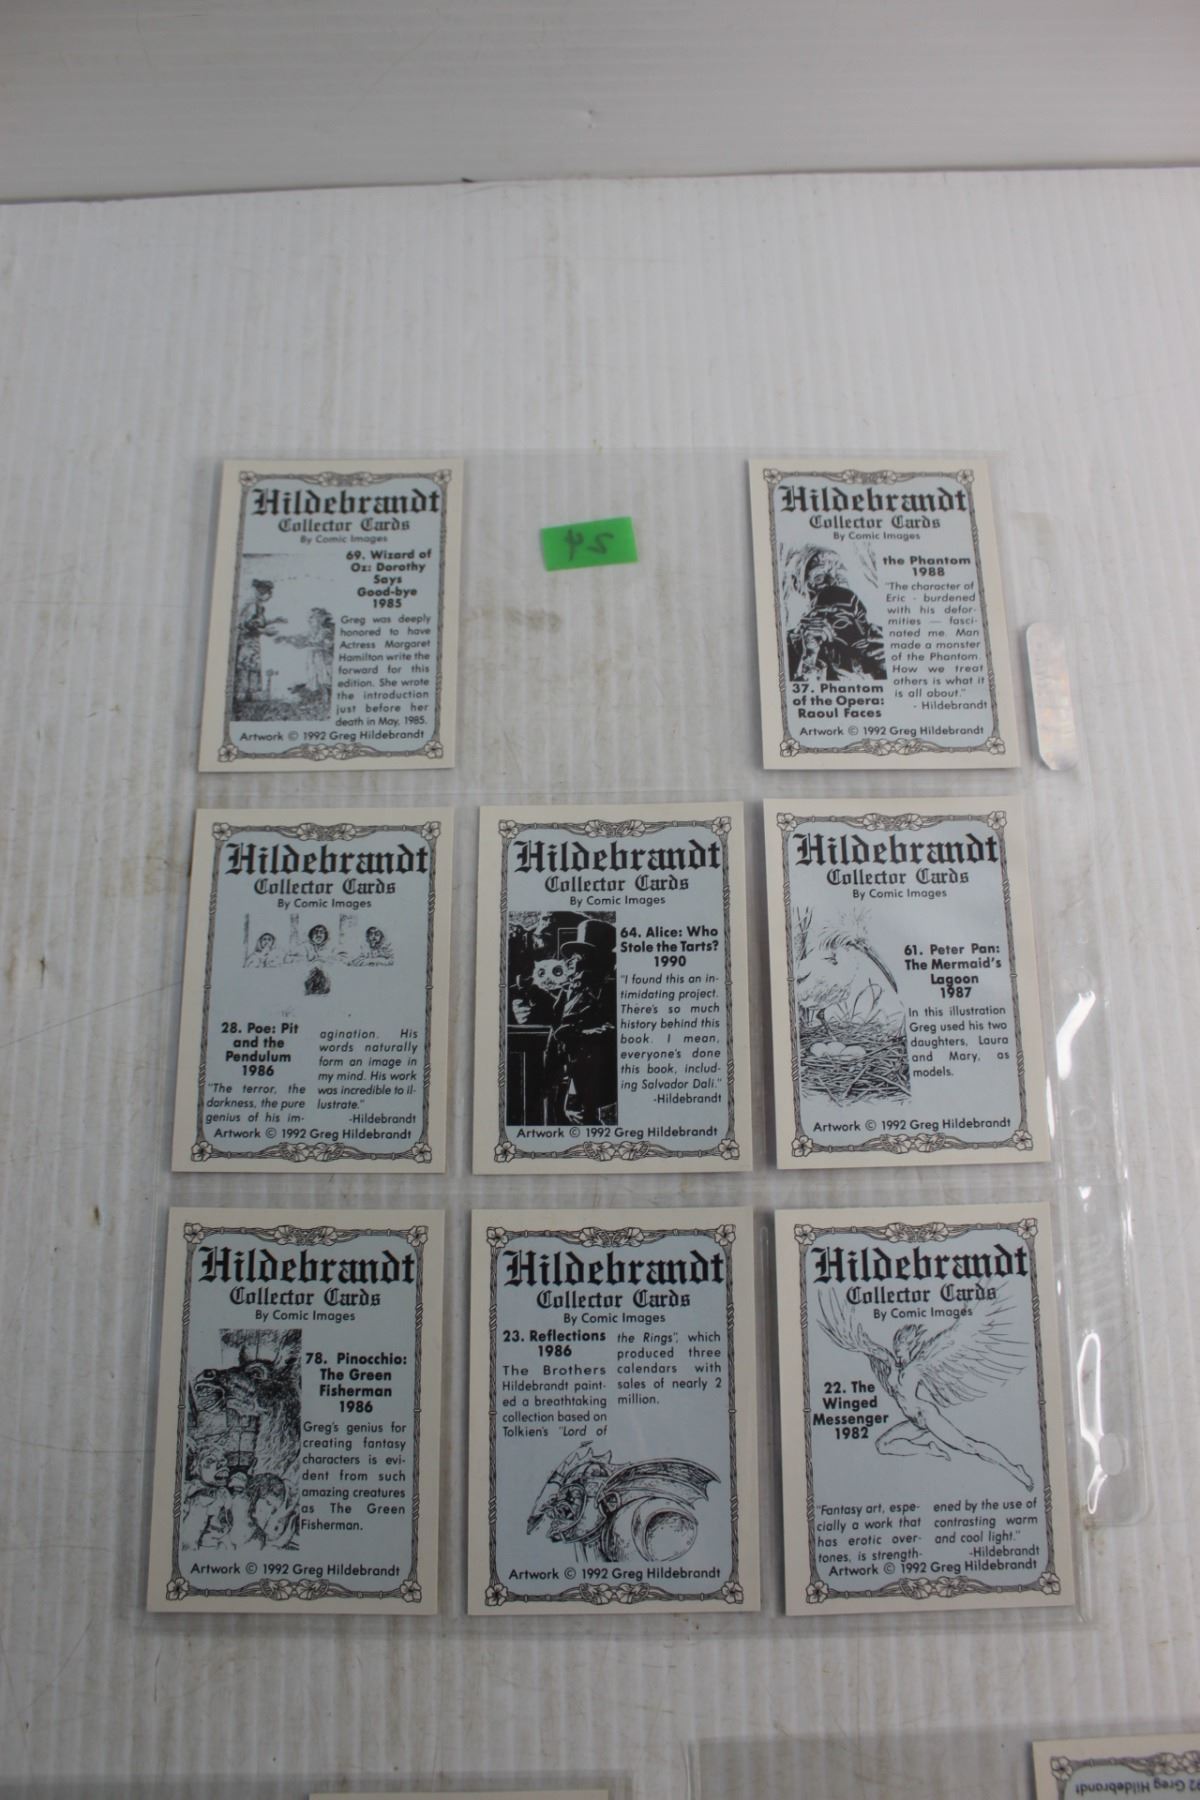 Hildebrandt
Collector Cards
By Comic Images
69. Wizard of
Oz: Dorothy
Says
Good-bye
1985
Greg was deeply
honored to have
Actress Margaret
Hamilton write the
forward for this
edition. She wrote
the introduction
just before her
death in May, 1985.
Artwork © 1992 Greg Hildebrandt
Hildebrandt
Collector Cards
By Comic Images
the Phantom
1988
"The character of
Eric - burdened
with his defor-
mities — fasci-
nated me. Man
made a monster
of the Phantom.
How we treat
others is what it
is all about."
- Hildebrandt
37. Phantom
of the Opera:
Raoul Faces
Artwork © 1992 Greg Hildebrandt
Hildebrandt
Collector Cards
By Comic Images
28. Poe: Pit
and the
Pendulum
1986
"The terror, the
darkness, the pure
genius of his im-
agination. His
words naturally
form an image in
my mind. His work
was incredible to il-
lustrate."
-Hildebrandt
Artwork © 1992 Greg Hildebrandt
Hildebrandt
Collector Cards
By Comic Images
64. Alice: Who
Stole the Tarts?
1990
"I found this an in-
timidating project.
There's so much
history behind this
book. I mean,
everyone's done
this book, includ-
ing Salvador Dali."
-Hildebrandt
Artwork © 1992 Greg Hildebrandt
Hildebrandt
Collector Cards
By Comic Images
61. Peter Pan:
The Mermaid's
Lagoon
1987
In this illustration
Greg used his two
daughters, Laura
and Mary, as
models.
Artwork © 1992 Greg Hildebrandt
Hildebrandt
Collector Cards
By Comic Images
78. Pinocchio:
The Green
Fisherman
1986
Greg's genius for
creating fantasy
characters is evi-
dent from such
amazing creatures
as The Green
Fisherman.
Artwork © 1992 Greg Hildebrandt
Hildebrandt
Collector Cards
By Comic Images
23. Reflections
1986
The Brothers
Hildebrandt paint-
ed a breathtaking
collection based on
Tolkien's "Lord of
the Rings", which
produced three
calendars with
sales of nearly 2
million.
Artwork © 1992 Greg Hildebrandt
Hildebrandt
Collector Cards
By Comic Images
22. The
Winged
Messenger
1982
"Fantasy art, espe-
cially a work that
has erotic over-
tones, is strength-
ened by the use of
contrasting warm
and cool light."
-Hildebrandt
Artwork © 1992 Greg Hildebrandt
92 Greg Hildebrandt